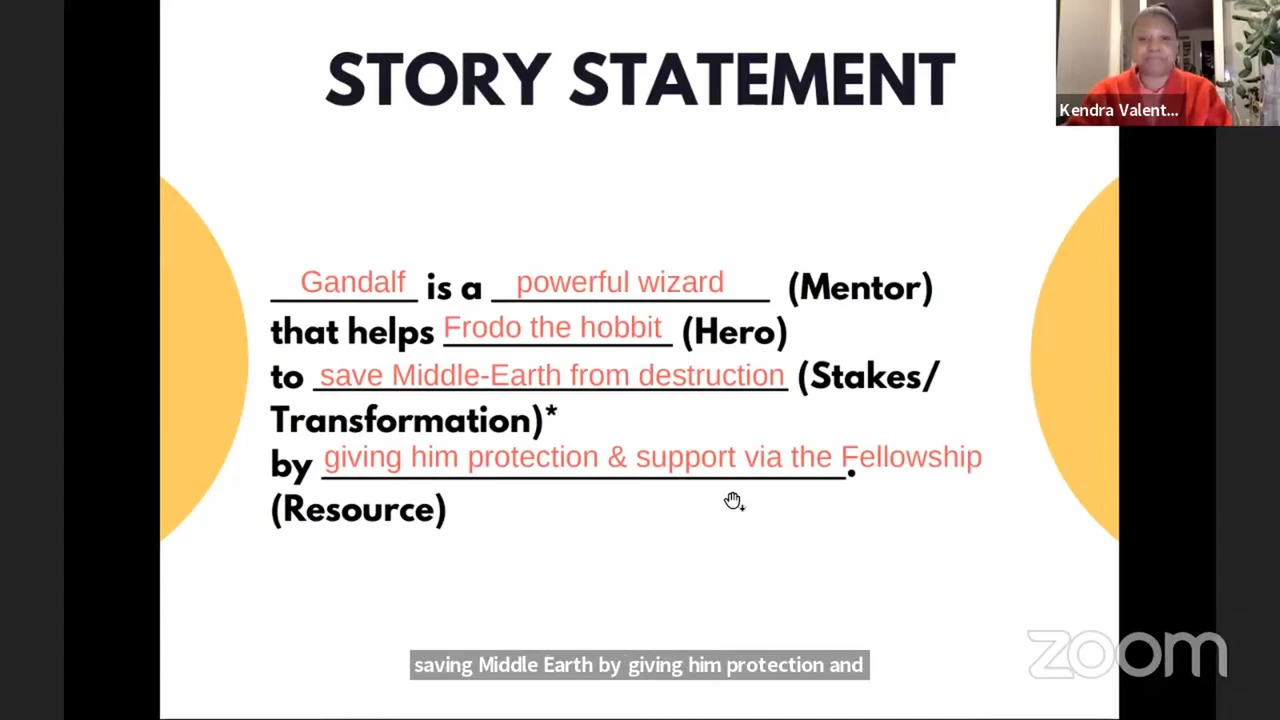 STORY STATEMENT
Kendra Valent...
Gandalf is a powerful wizard (Mentor)
that helps Frodo the hobbit (Hero)
to save Middle-Earth from destruction (Stakes/
Transformation)*
by giving him protection & support via the Fellowship.
(Resource)
saving Middle Earth by giving him protection and
zoom